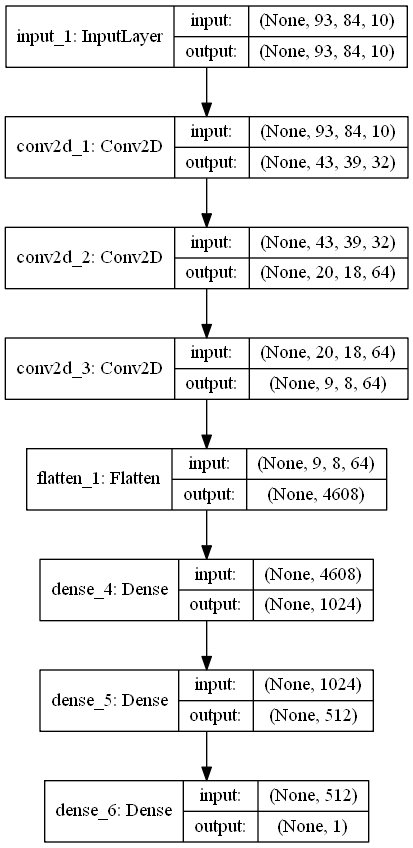 input_1: InputLayer
input: (None, 93, 84, 10)
output: (None, 93, 84, 10)
conv2d_1: Conv2D
input: (None, 93, 84, 10)
output: (None, 43, 39, 32)
conv2d_2: Conv2D
input: (None, 43, 39, 32)
output: (None, 20, 18, 64)
conv2d_3: Conv2D
input: (None, 20, 18, 64)
output: (None, 9, 8, 64)
flatten_1: Flatten
input: (None, 9, 8, 64)
output: (None, 4608)
dense_4: Dense
input: (None, 4608)
output: (None, 1024)
dense_5: Dense
input: (None, 1024)
output: (None, 512)
dense_6: Dense
input: (None, 512)
output: (None, 1)